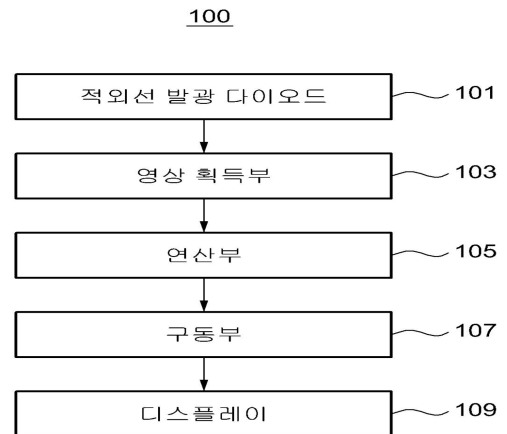 100
적외선 발광 다이오드 101
영상 획득부 103
연산부 105
구동부 107
디스플레이 109